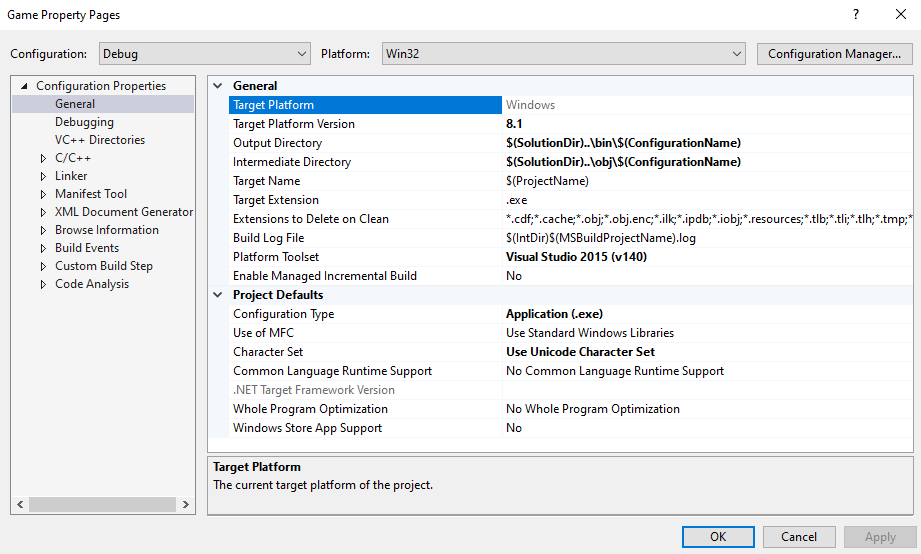 Game Property Pages
Configuration: Debug Platform: Win32 Configuration Manager...
Configuration Properties
General
Debugging
VC++ Directories
C/C++
Linker
Manifest Tool
XML Document Generator
Browse Information
Build Events
Custom Build Step
Code Analysis
General
Target Platform Windows
Target Platform Version 8.1
Output Directory $(SolutionDir)..\bin\$(ConfigurationName)
Intermediate Directory $(SolutionDir)..\obj\$(ConfigurationName)
Target Name $(ProjectName)
Target Extension .exe
Extensions to Delete on Clean *.cdf;*.cache;*.obj;*.obj.enc;*.ilk;*.ipdb;*.iobj;*.resources;*.tlb;*.tli;*.tlh;*.tmp;*
Build Log File $(IntDir)$(MSBuildProjectName).log
Platform Toolset Visual Studio 2015 (v140)
Enable Managed Incremental Build No
Project Defaults
Configuration Type Application (.exe)
Use of MFC Use Standard Windows Libraries
Character Set Use Unicode Character Set
Common Language Runtime Support No Common Language Runtime Support
.NET Target Framework Version
Whole Program Optimization No Whole Program Optimization
Windows Store App Support No
Target Platform
The current target platform of the project.
OK Cancel Apply